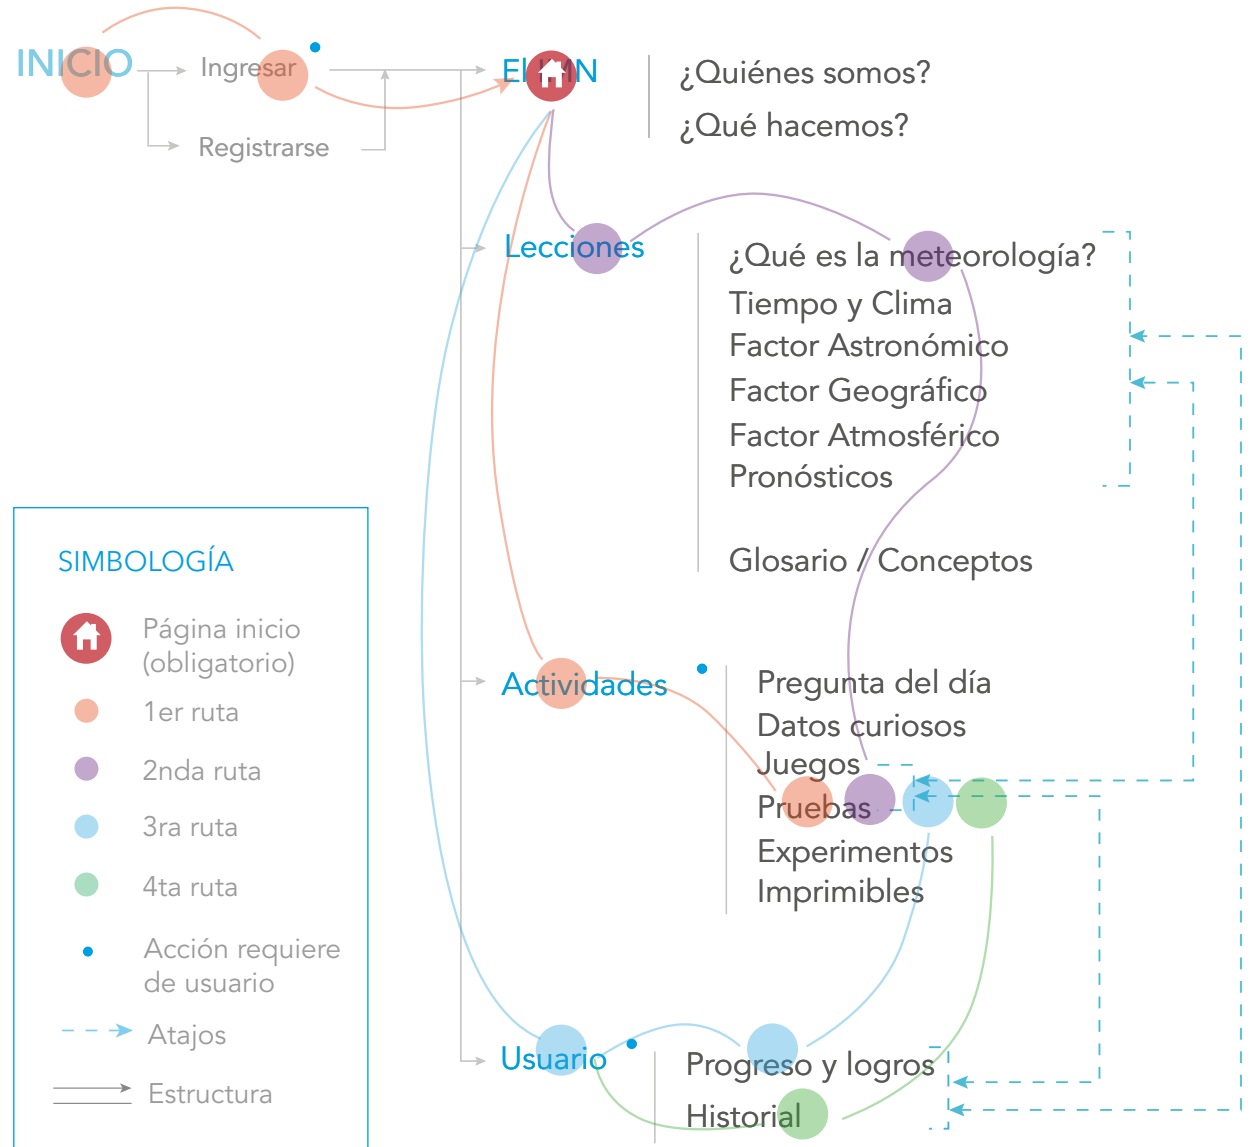 INICIO
Ingresar
Registrarse
El IMN
¿Quiénes somos?
¿Qué hacemos?
Lecciones
¿Qué es la meteorología?
Tiempo y Clima
Factor Astronómico
Factor Geográfico
Factor Atmosférico
Pronósticos
Glosario / Conceptos
Actividades
Pregunta del día
Datos curiosos
Juegos
Pruebas
Experimentos
Imprimibles
Usuario
Progreso y logros
Historial
SIMBOLOGÍA
Página inicio
(obligatorio)
1er ruta
2nda ruta
3ra ruta
4ta ruta
Acción requiere
de usuario
Atajos
Estructura